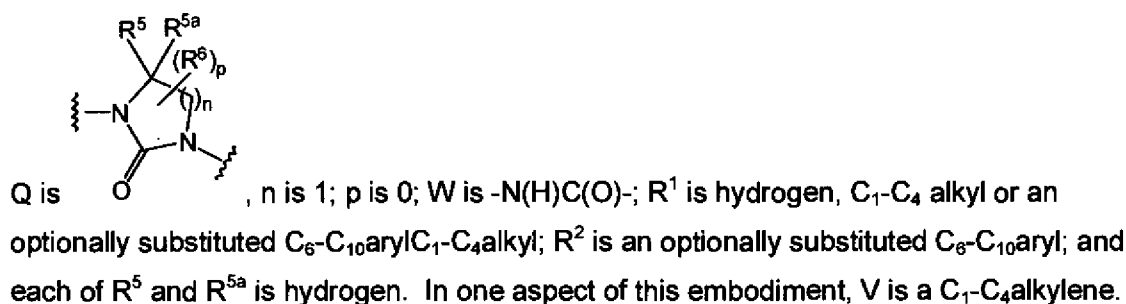 R⁵ R⁵ᵃ
(R⁶)ₚ
( )ₙ
N
N
O
Q is , n is 1; p is 0; W is -N(H)C(O)-; R¹ is hydrogen, C₁-C₄ alkyl or an
optionally substituted C₆-C₁₀arylC₁-C₄alkyl; R² is an optionally substituted C₆-C₁₀aryl; and
each of R⁵ and R⁵ᵃ is hydrogen. In one aspect of this embodiment, V is a C₁-C₄alkylene.